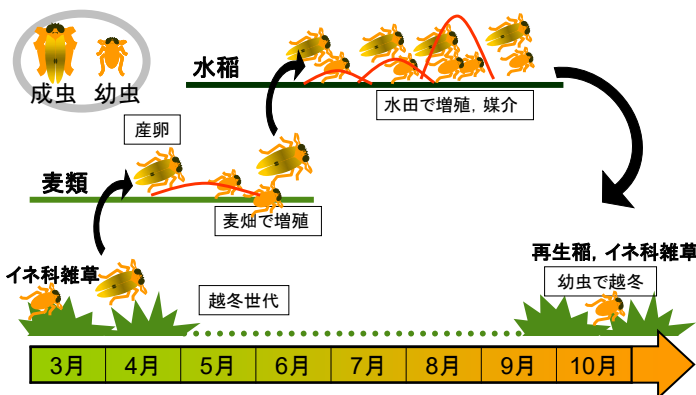 成虫 幼虫
水稲
水田で増殖，媒介
産卵
麦類
麦畑で増殖
イネ科雑草
越冬世代
再生稲，イネ科雑草
幼虫で越冬
3月 4月 5月 6月 7月 8月 9月 10月